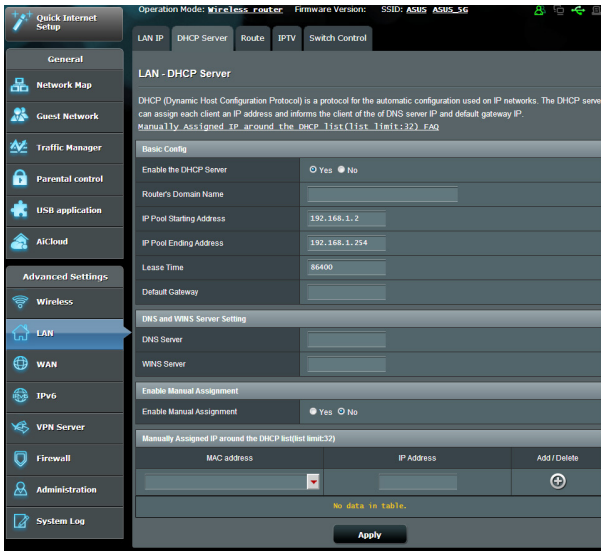 Quick Internet
Setup
Operation Mode: Wireless router Firmware Version: SSID: ASUS ASUS_5G
LAN IP DHCP Server Route IPTV Switch Control
General
Network Map
Guest Network
Traffic Manager
Parental control
USB application
AiCloud
Advanced Settings
Wireless
LAN
WAN
IPv6
VPN Server
Firewall
Administration
System Log
LAN - DHCP Server
DHCP (Dynamic Host Configuration Protocol) is a protocol for the automatic configuration used on IP networks. The DHCP serve
can assign each client an IP address and informs the client of the of DNS server IP and default gateway IP.
Manually Assigned IP around the DHCP list(list limit:32) FAQ
Basic Config
Enable the DHCP Server Yes No
Router's Domain Name
IP Pool Starting Address 192.168.1.2
IP Pool Ending Address 192.168.1.254
Lease Time 86400
Default Gateway
DNS and WINS Server Setting
DNS Server
WINS Server
Enable Manual Assignment
Enable Manual Assignment Yes No
Manually Assigned IP around the DHCP list(list limit:32)
MAC address IP Address Add / Delete
No data in table.
Apply